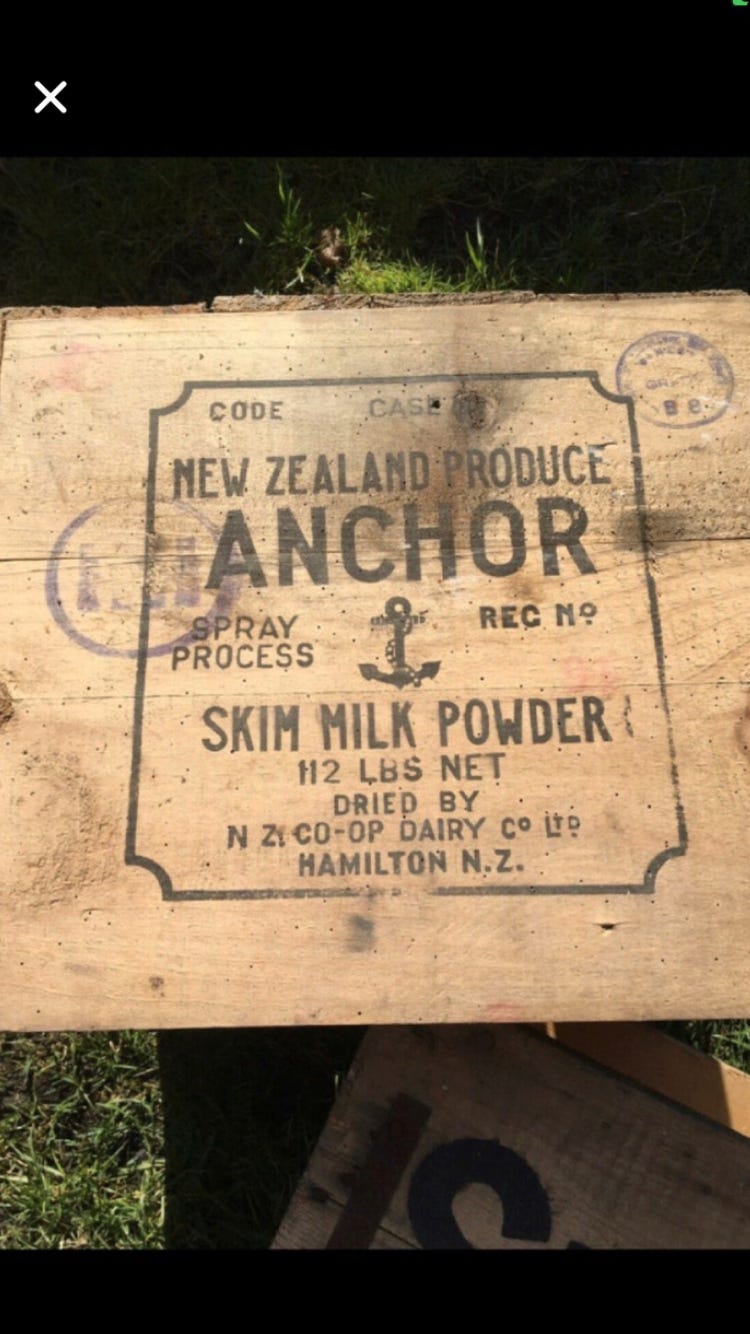 CODE CASE
NEW ZEALAND PRODUCE
ANCHOR
SPRAY
PROCESS
REG Nº
SKIM MILK POWDER
112 LBS NET
DRIED BY
N Z. CO-OP DAIRY Cº LTD
HAMILTON N.Z.